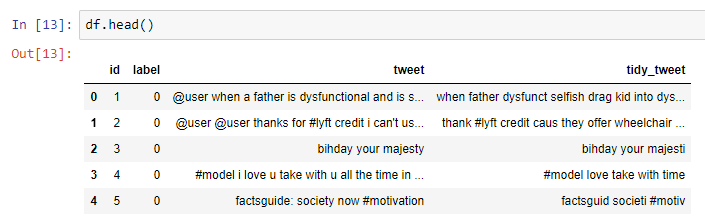 In [13]: df.head()
Out[13]:
id label tweet tidy_tweet
0 1 0 @user when a father is dysfunctional and is s... when father dysfunct selfish drag kid into dys...
1 2 0 @user @user thanks for #lyft credit i can't us... thank #lyft credit caus they offer wheelchair ...
2 3 0 bihday your majesty bihday your majesti
3 4 0 #model i love u take with u all the time in ... #model love take with time
4 5 0 factsguide: society now #motivation factsguid societi #motiv